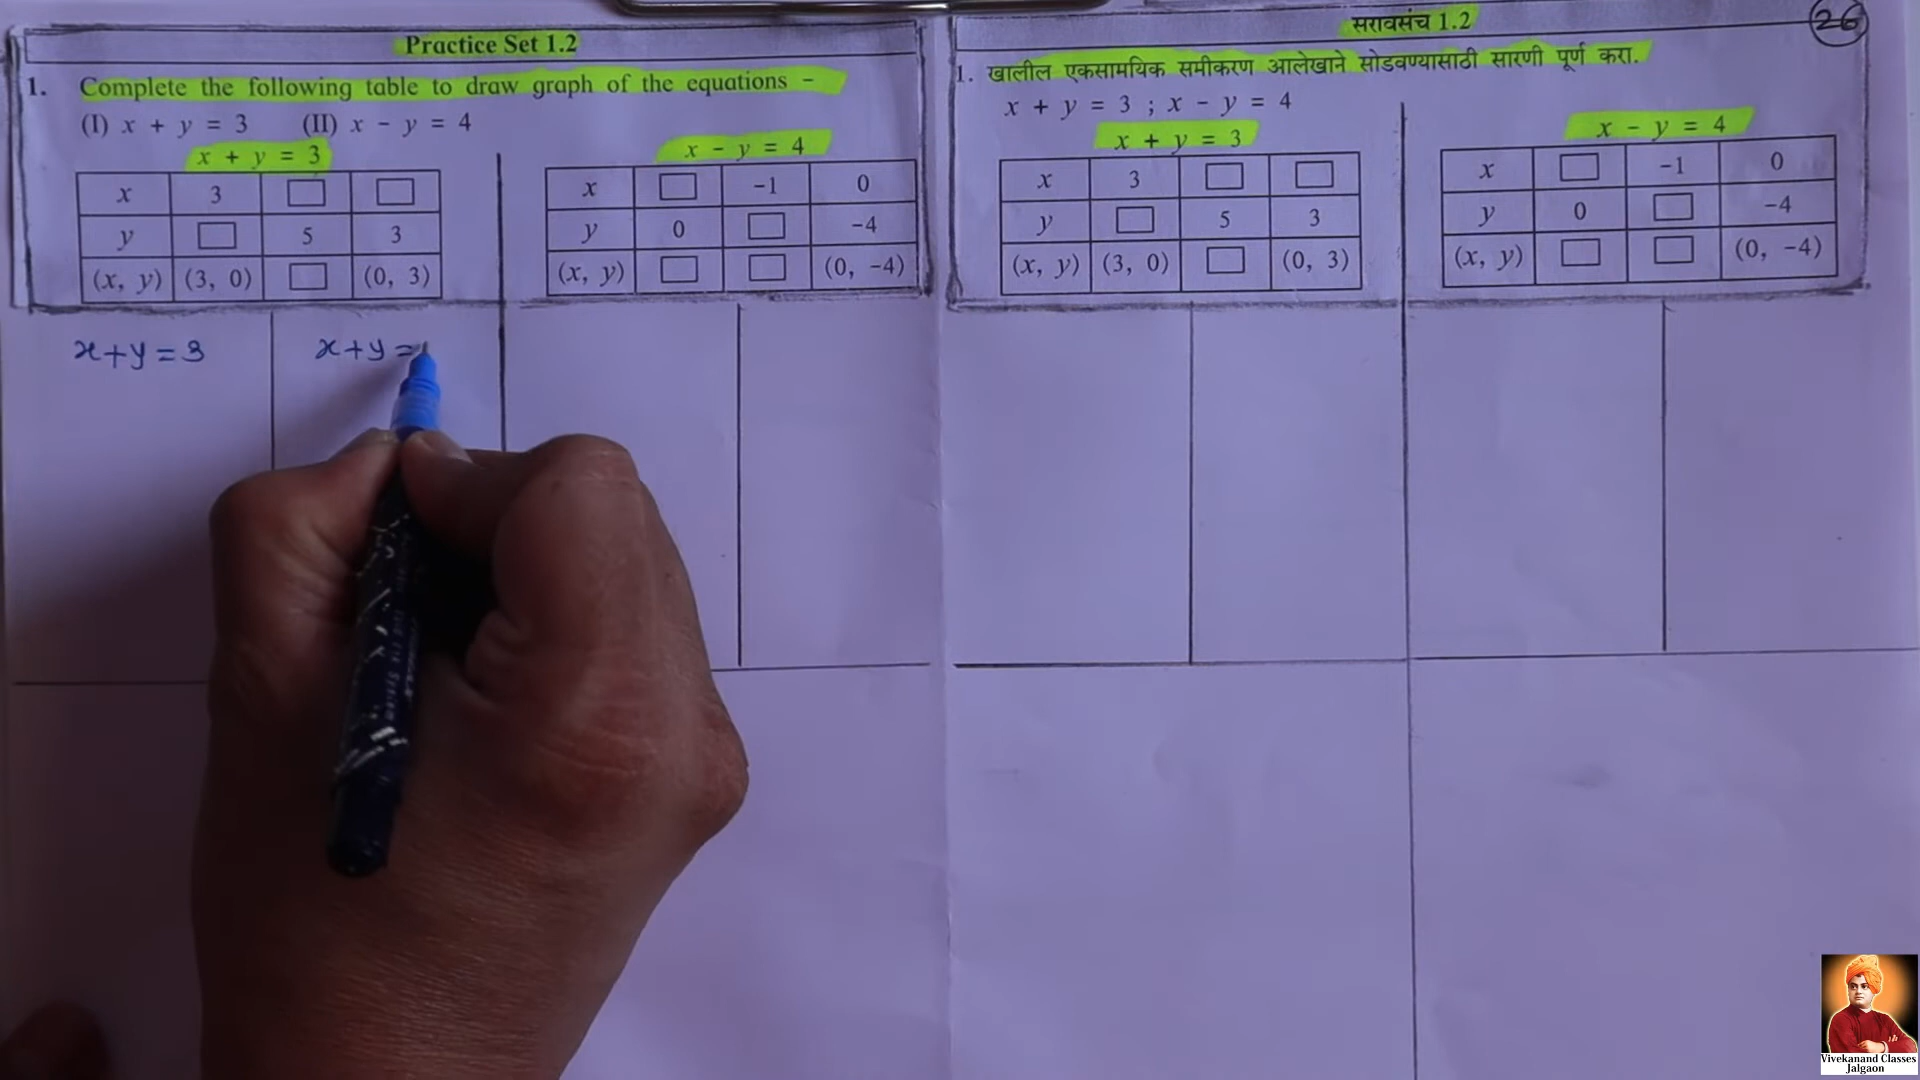 Practice Set 1.2
1. Complete the following table to draw graph of the equations –
(I) x + y = 3 (II) x - y = 4
x + y = 3
x 3
y 5 3
(x, y) (3, 0) (0, 3)
x - y = 4
x -1 0
y 0 -4
(x, y) (0, -4)
x+y=3
x+y=
सरावसंच 1.2
26
1. खालील एकसामयिक समीकरण आलेखाने सोडवण्यासाठी सारणी पूर्ण करा.
x + y = 3 ; x - y = 4
x + y = 3
x 3
y 5 3
(x, y) (3, 0) (0, 3)
x - y = 4
x -1 0
y 0 -4
(x, y) (0, -4)
Vivekanand Classes
Jalgaon